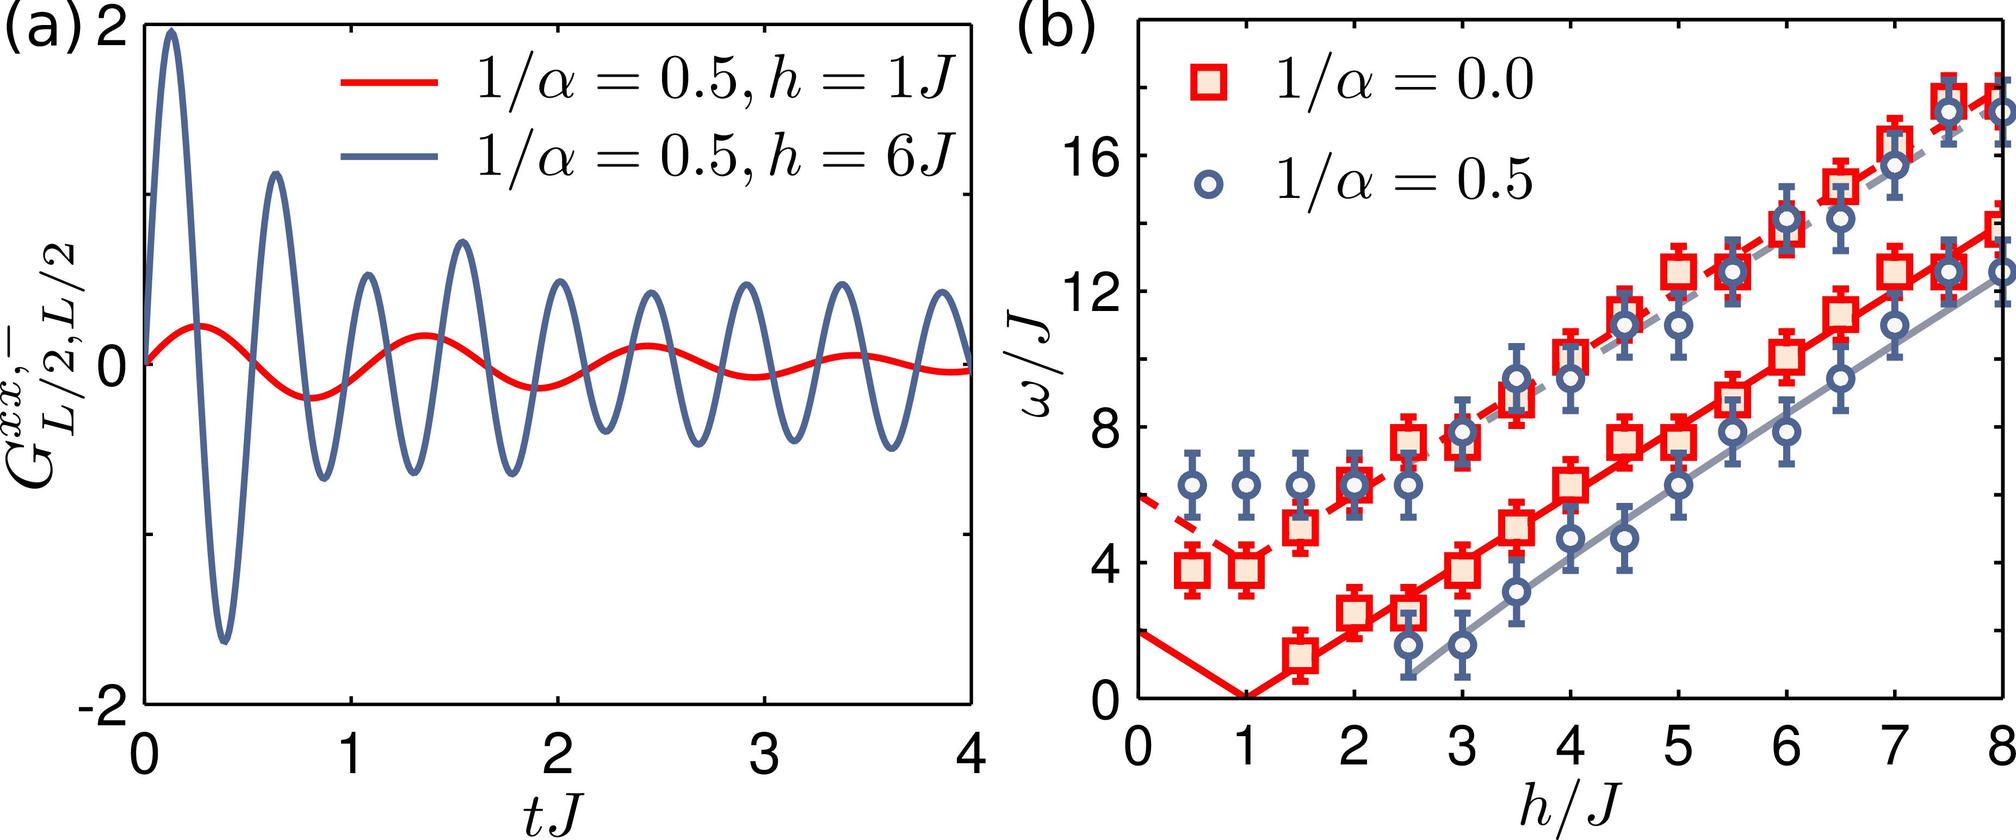 (a)
2
0
-2
G^{xx,-}_{L/2,L/2}
1/α = 0.5, h = 1J
1/α = 0.5, h = 6J
0 1 2 3 4
tJ
(b)
1/α = 0.0
1/α = 0.5
16
12
8
4
0
ω/J
0 1 2 3 4 5 6 7 8
h/J